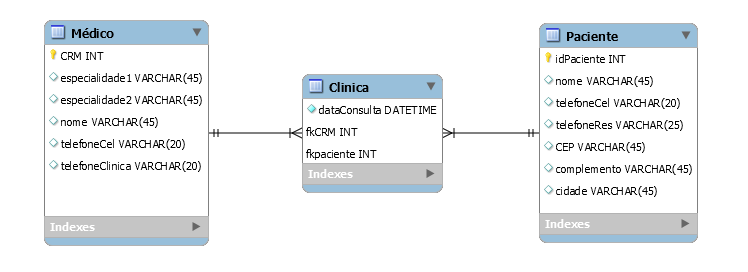 Médico
CRM INT
especialidade1 VARCHAR(45)
especialidade2 VARCHAR(45)
nome VARCHAR(45)
telefoneCel VARCHAR(20)
telefoneClinica VARCHAR(20)
Indexes
Clinica
dataConsulta DATETIME
fkCRM INT
fkpaciente INT
Indexes
Paciente
idPaciente INT
nome VARCHAR(45)
telefoneCel VARCHAR(20)
telefoneRes VARCHAR(25)
CEP VARCHAR(45)
complemento VARCHAR(45)
cidade VARCHAR(45)
Indexes